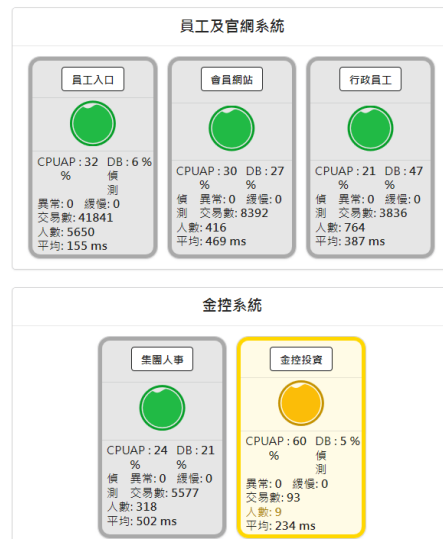 員工及官網系統
員工入口
CPUAP : 32 %
DB : 6 %
偵測
異常: 0 緩慢: 0
交易數: 41841
人數: 5650
平均: 155 ms
會員網站
CPUAP : 30 %
DB : 27 %
偵測
異常: 0 緩慢: 0
交易數: 8392
人數: 416
平均: 469 ms
行政員工
CPUAP : 21 %
DB : 47 %
偵測
異常: 0 緩慢: 0
交易數: 3836
人數: 764
平均: 387 ms
金控系統
集團人事
CPUAP : 24 %
DB : 21 %
偵測
異常: 0 緩慢: 0
交易數: 5577
人數: 318
平均: 502 ms
金控投資
CPUAP : 60 %
DB : 5 %
偵測
異常: 0 緩慢: 0
交易數: 93
人數: 9
平均: 234 ms